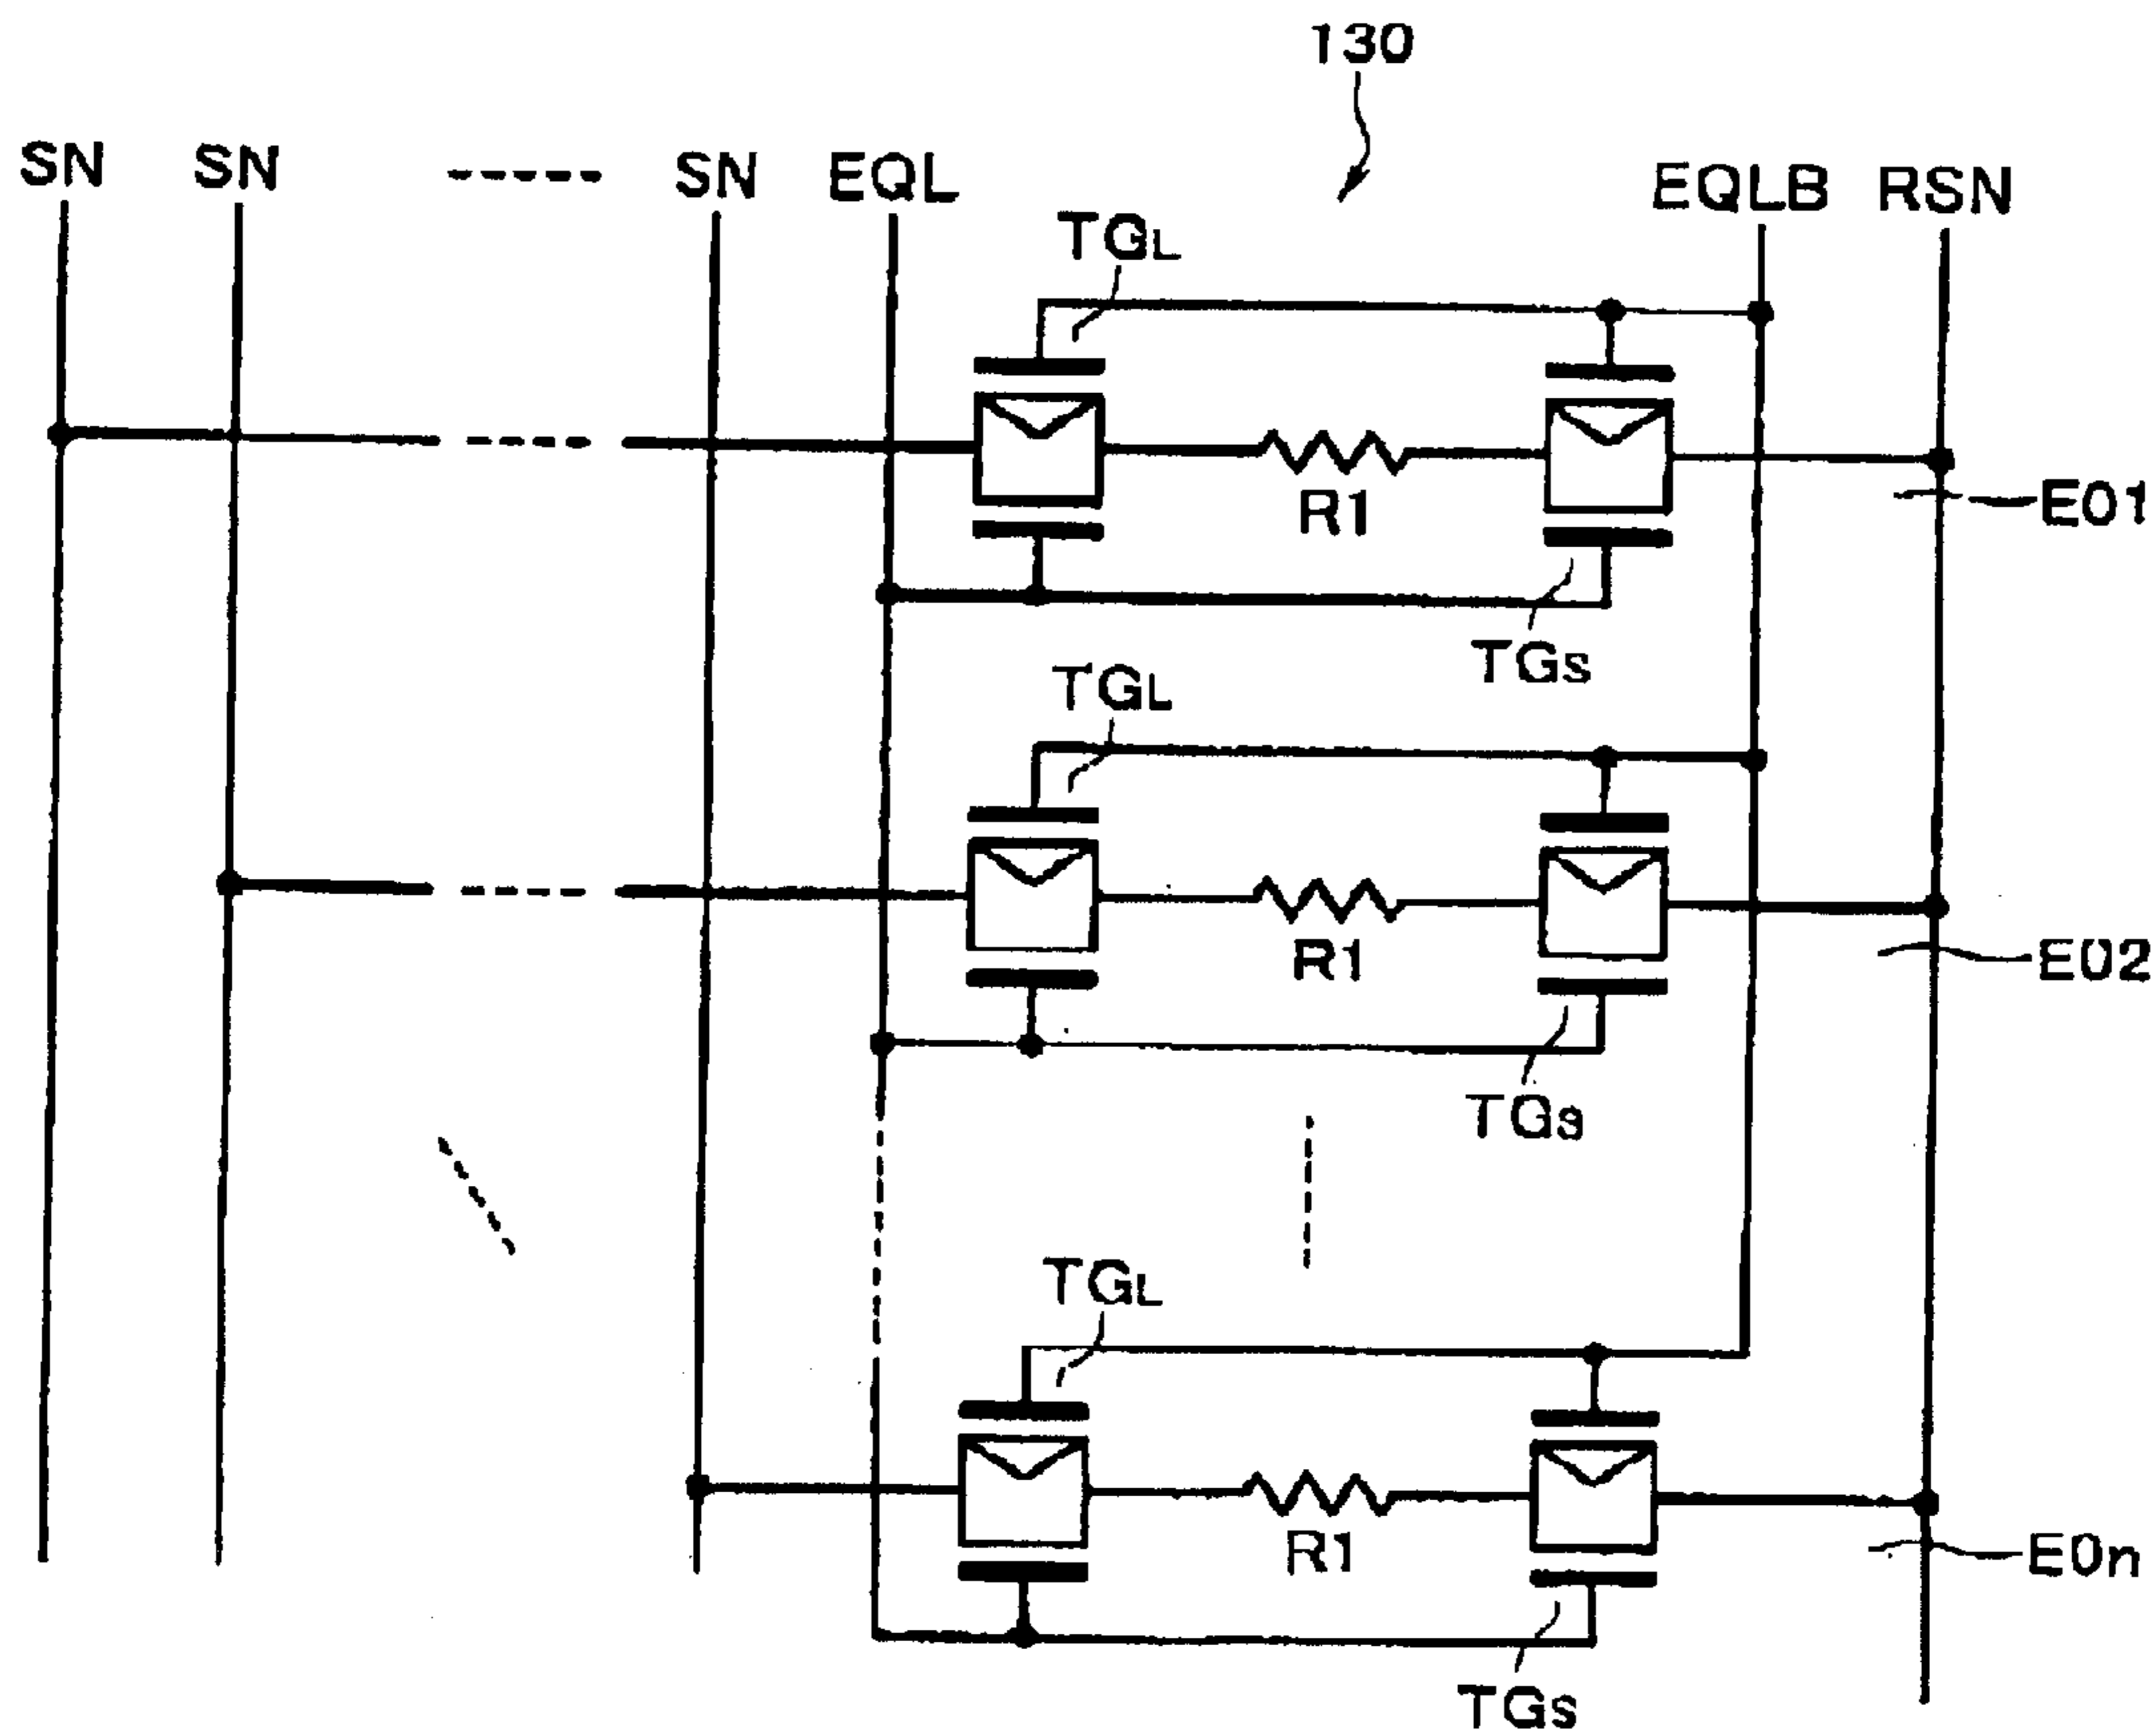 130
SN SN SN EQL EQLB RSN
TGL
R1
E01
TGs
TGL
R1
E02
TGs
TGL
R1
E0n
TGs